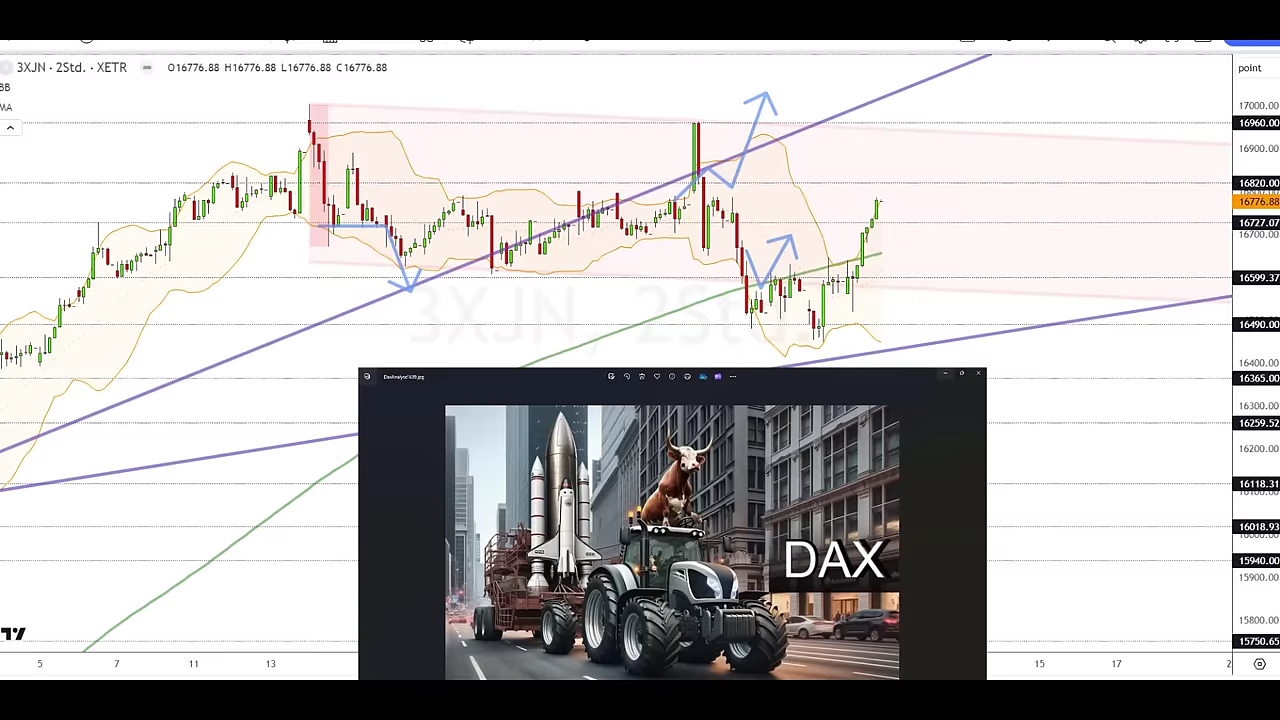 3XJN · 2Std. · XETR
O16776.88 H16776.88 L16776.88 C16776.88
BB
MA
point
17000.00
16960.00
16900.00
16820.00
16776.88
16727.07
16700.00
16599.37
16490.00
16400.00
16365.00
16300.00
16259.52
16200.00
16118.31
16018.93
15940.00
15900.00
15800.00
15750.65
3XJN, 2Std.
DAX
5 7 11 13 15 17 2